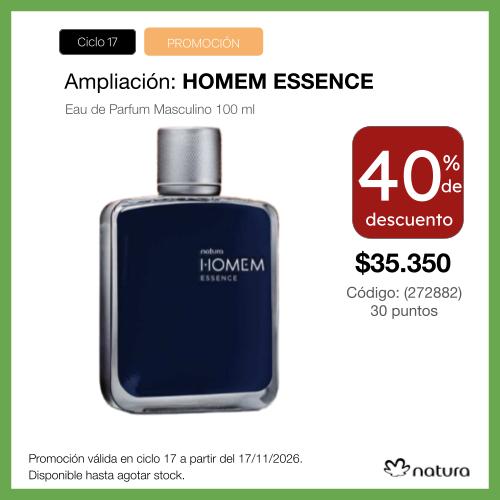 Ciclo 17
PROMOCIÓN
Ampliación: HOMEM ESSENCE
Eau de Parfum Masculino 100 ml
40% de
descuento
$35.350
Código: (272882)
30 puntos
natura
HOMEM
ESSENCE
Promoción válida en ciclo 17 a partir del 17/11/2026.
Disponible hasta agotar stock.
natura